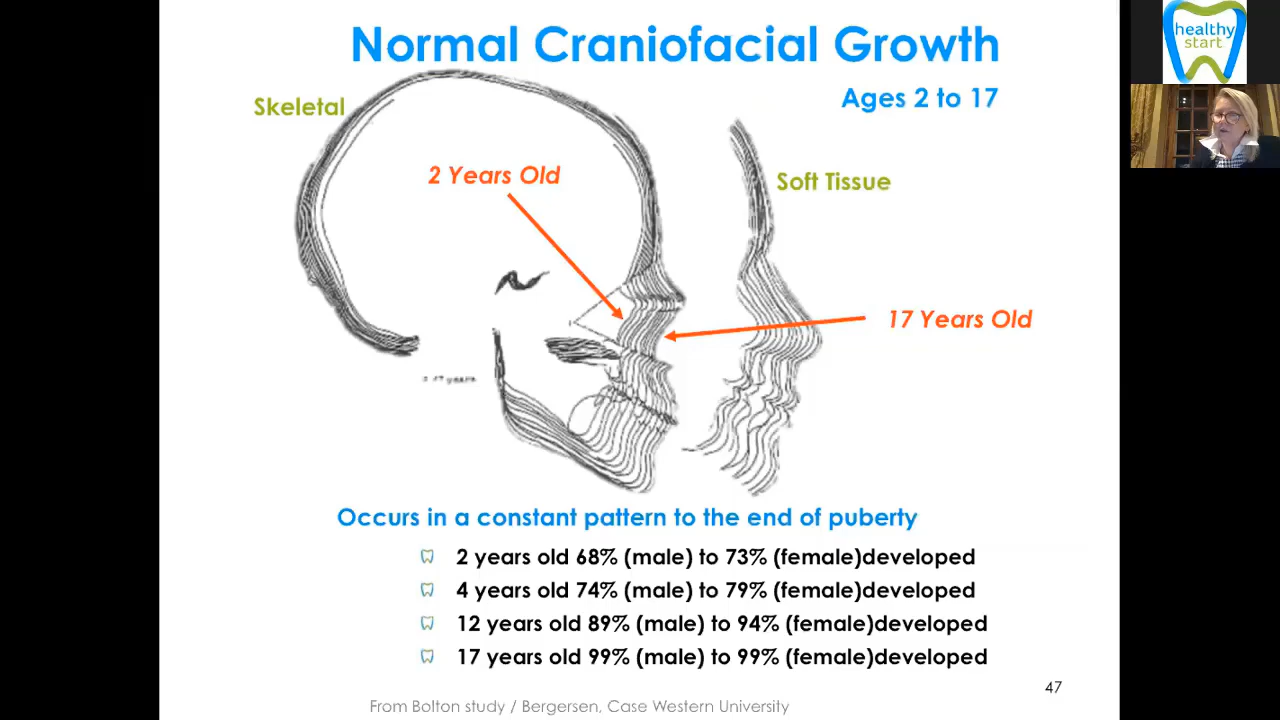 Normal Craniofacial Growth
healthy
start
Skeletal
Ages 2 to 17
2 Years Old
Soft Tissue
17 Years Old
years
Occurs in a constant pattern to the end of puberty
2 years old 68% (male) to 73% (female)developed
4 years old 74% (male) to 79% (female)developed
12 years old 89% (male) to 94% (female)developed
17 years old 99% (male) to 99% (female)developed
47
From Bolton study / Bergersen, Case Western University